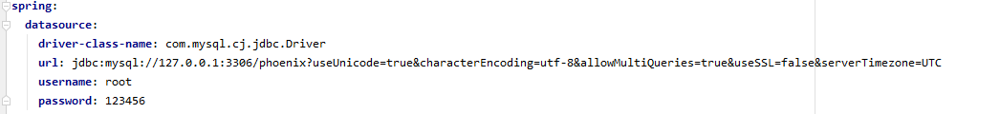 spring:
datasource:
driver-class-name: com.mysql.cj.jdbc.Driver
url: jdbc:mysql://127.0.0.1:3306/phoenix?useUnicode=true&characterEncoding=utf-8&allowMultiQueries=true&useSSL=false&serverTimezone=UTC
username: root
password: 123456